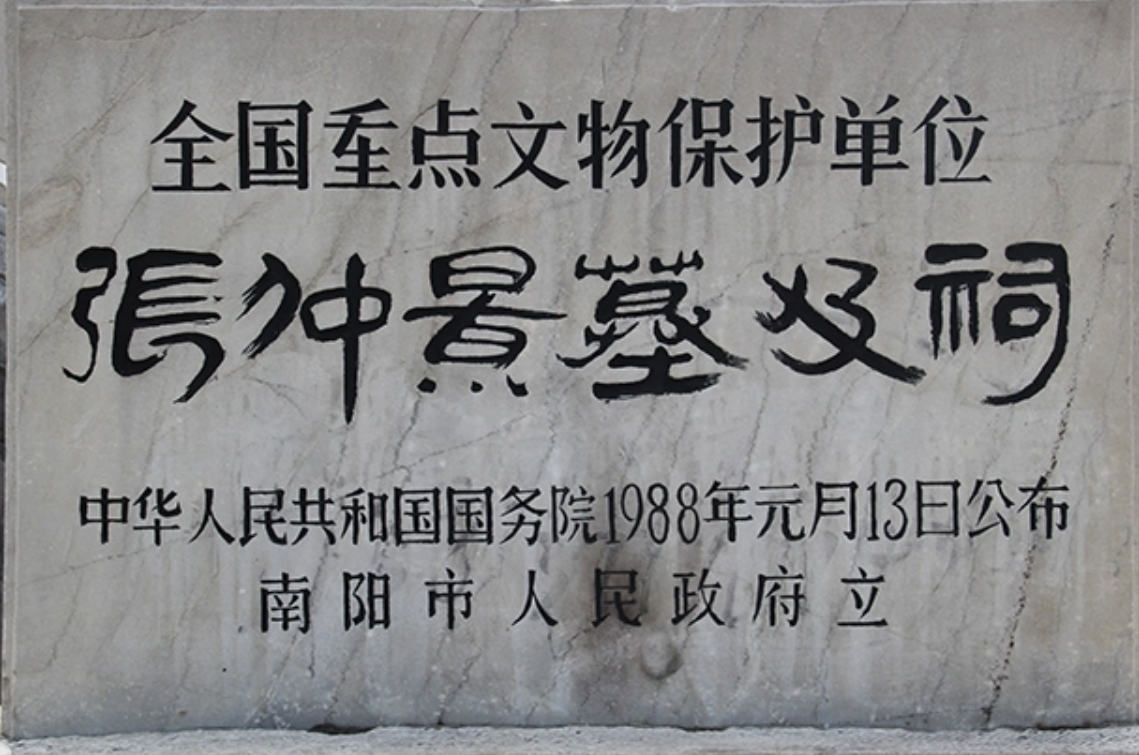 全国重点文物保护单位
張仲景墓及祠
中华人民共和国国务院1988年元月13日公布
南阳市人民政府立